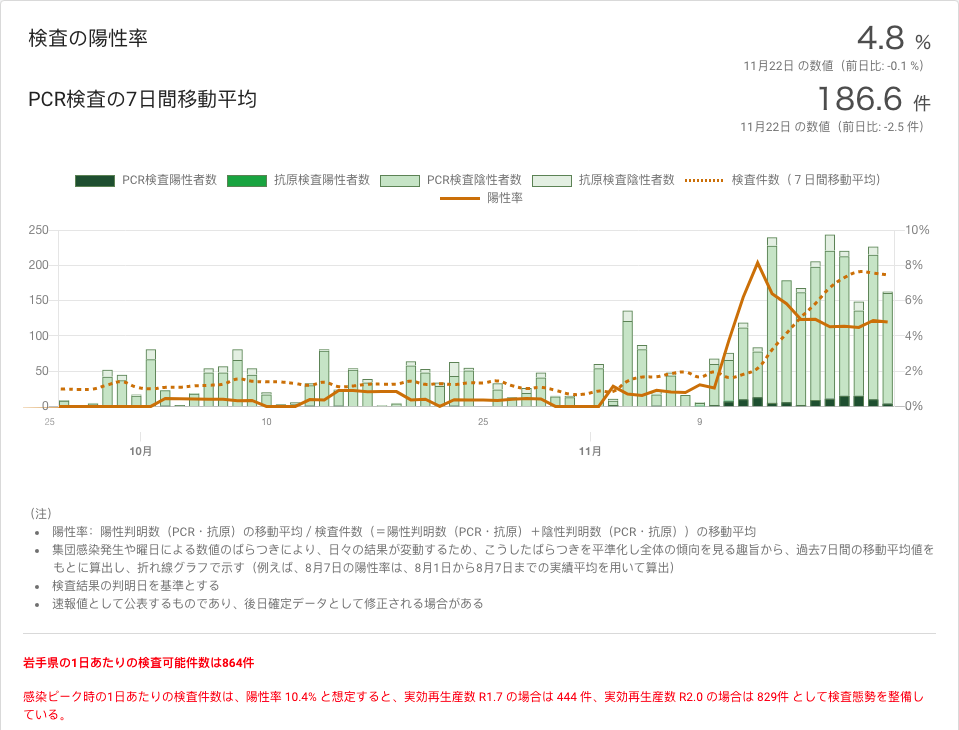 検査の陽性率
4.8 %
11月22日 の数値（前日比: -0.1 %）
PCR検査の7日間移動平均
186.6 件
11月22日 の数値（前日比: -2.5 件）
PCR検査陽性者数 抗原検査陽性者数 PCR検査陰性者数 抗原検査陰性者数 検査件数（７日間移動平均）
陽性率
250 10%
200 8%
150 6%
100 4%
50 2%
0 0%
25 10 25 9
10月 11月
（注）
• 陽性率：陽性判明数（PCR・抗原）の移動平均 / 検査件数（＝陽性判明数（PCR・抗原）＋陰性判明数（PCR・抗原））の移動平均
• 集団感染発生や曜日による数値のばらつきにより、日々の結果が変動するため、こうしたばらつきを平準化し全体の傾向を見る趣旨から、過去7日間の移動平均値を
もとに算出し、折れ線グラフで示す（例えば、8月7日の陽性率は、8月1日から8月7日までの実績平均を用いて算出）
• 検査結果の判明日を基準とする
• 速報値として公表するものであり、後日確定データとして修正される場合がある
岩手県の1日あたりの検査可能件数は864件
感染ピーク時の1日あたりの検査件数は、陽性率 10.4% と想定すると、実効再生産数 R1.7 の場合は 444 件、実効再生産数 R2.0 の場合は 829件 として検査態勢を整備し
ている。